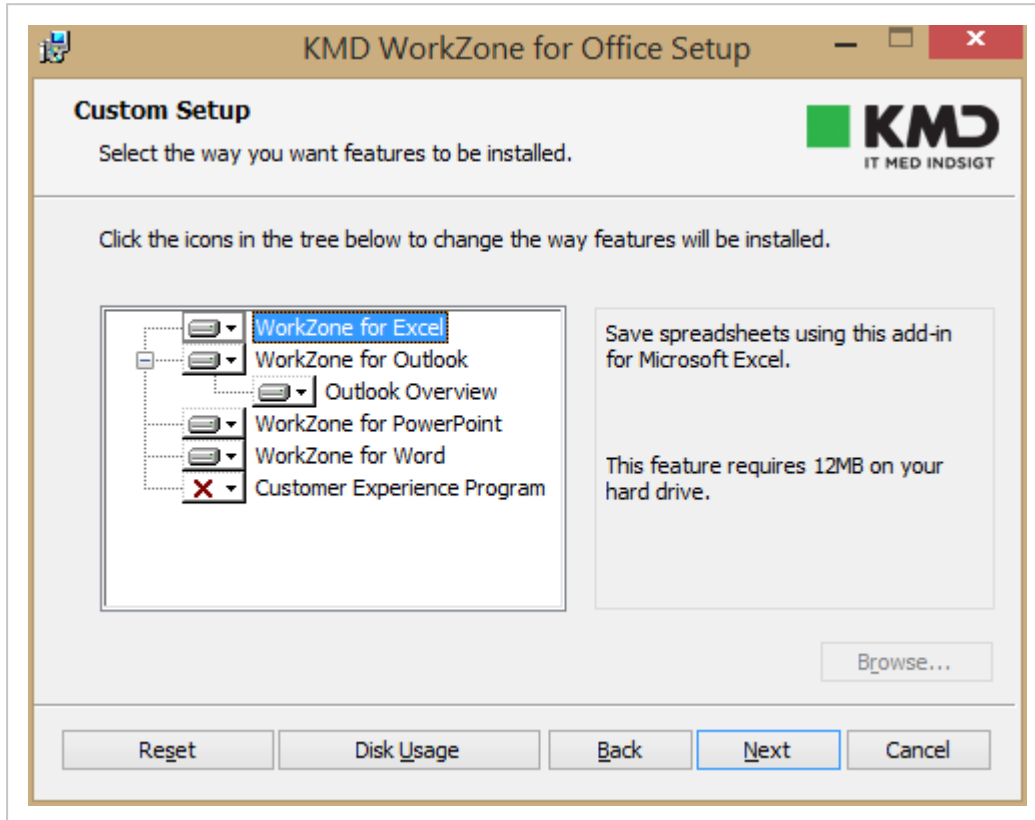 KMD WorkZone for Office Setup
Custom Setup
Select the way you want features to be installed.
KMD
IT MED INDSIGT
Click the icons in the tree below to change the way features will be installed.
WorkZone for Excel
WorkZone for Outlook
Outlook Overview
WorkZone for PowerPoint
WorkZone for Word
Customer Experience Program
Save spreadsheets using this add-in
for Microsoft Excel.
This feature requires 12MB on your
hard drive.
Browse...
Reset
Disk Usage
Back
Next
Cancel